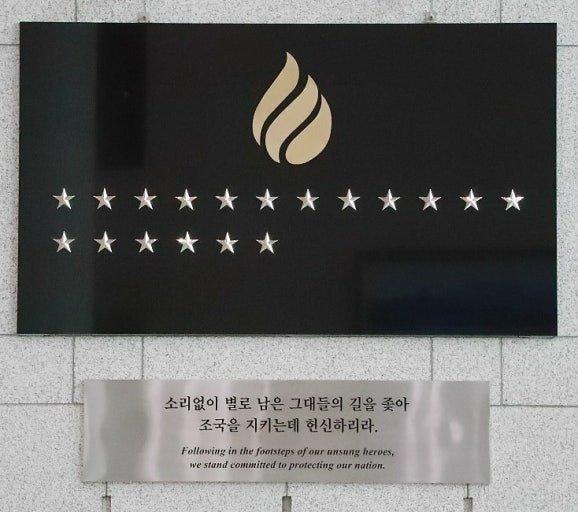 소리없이 별로 남은 그대들의 길을 좇아
조국을 지키는데 헌신하리라.
Following in the footsteps of our unsung heroes,
we stand committed to protecting our nation.